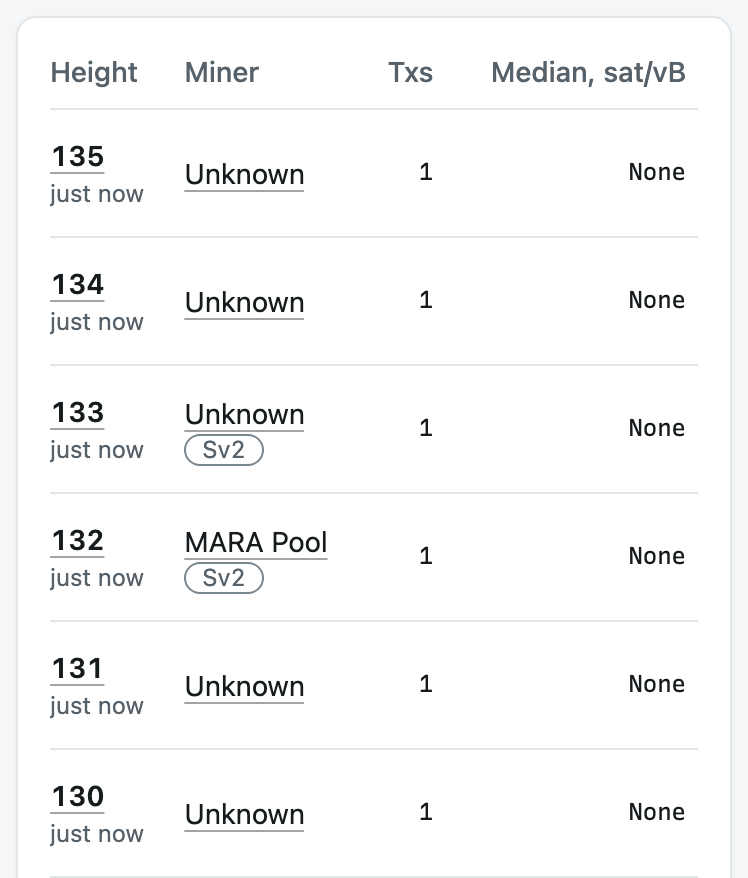 Height Miner Txs Median, sat/vB
135 Unknown 1 None
just now
134 Unknown 1 None
just now
133 Unknown 1 None
just now Sv2
132 MARA Pool 1 None
just now Sv2
131 Unknown 1 None
just now
130 Unknown 1 None
just now